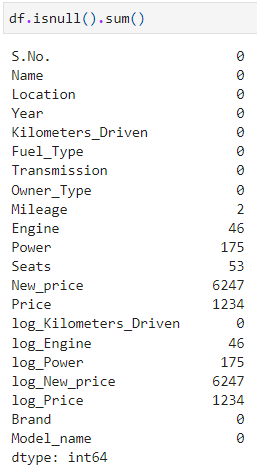 df.isnull().sum()
S.No. 0
Name 0
Location 0
Year 0
Kilometers_Driven 0
Fuel_Type 0
Transmission 0
Owner_Type 0
Mileage 2
Engine 46
Power 175
Seats 53
New_price 6247
Price 1234
log_Kilometers_Driven 0
log_Engine 46
log_Power 175
log_New_price 6247
log_Price 1234
Brand 0
Model_name 0
dtype: int64